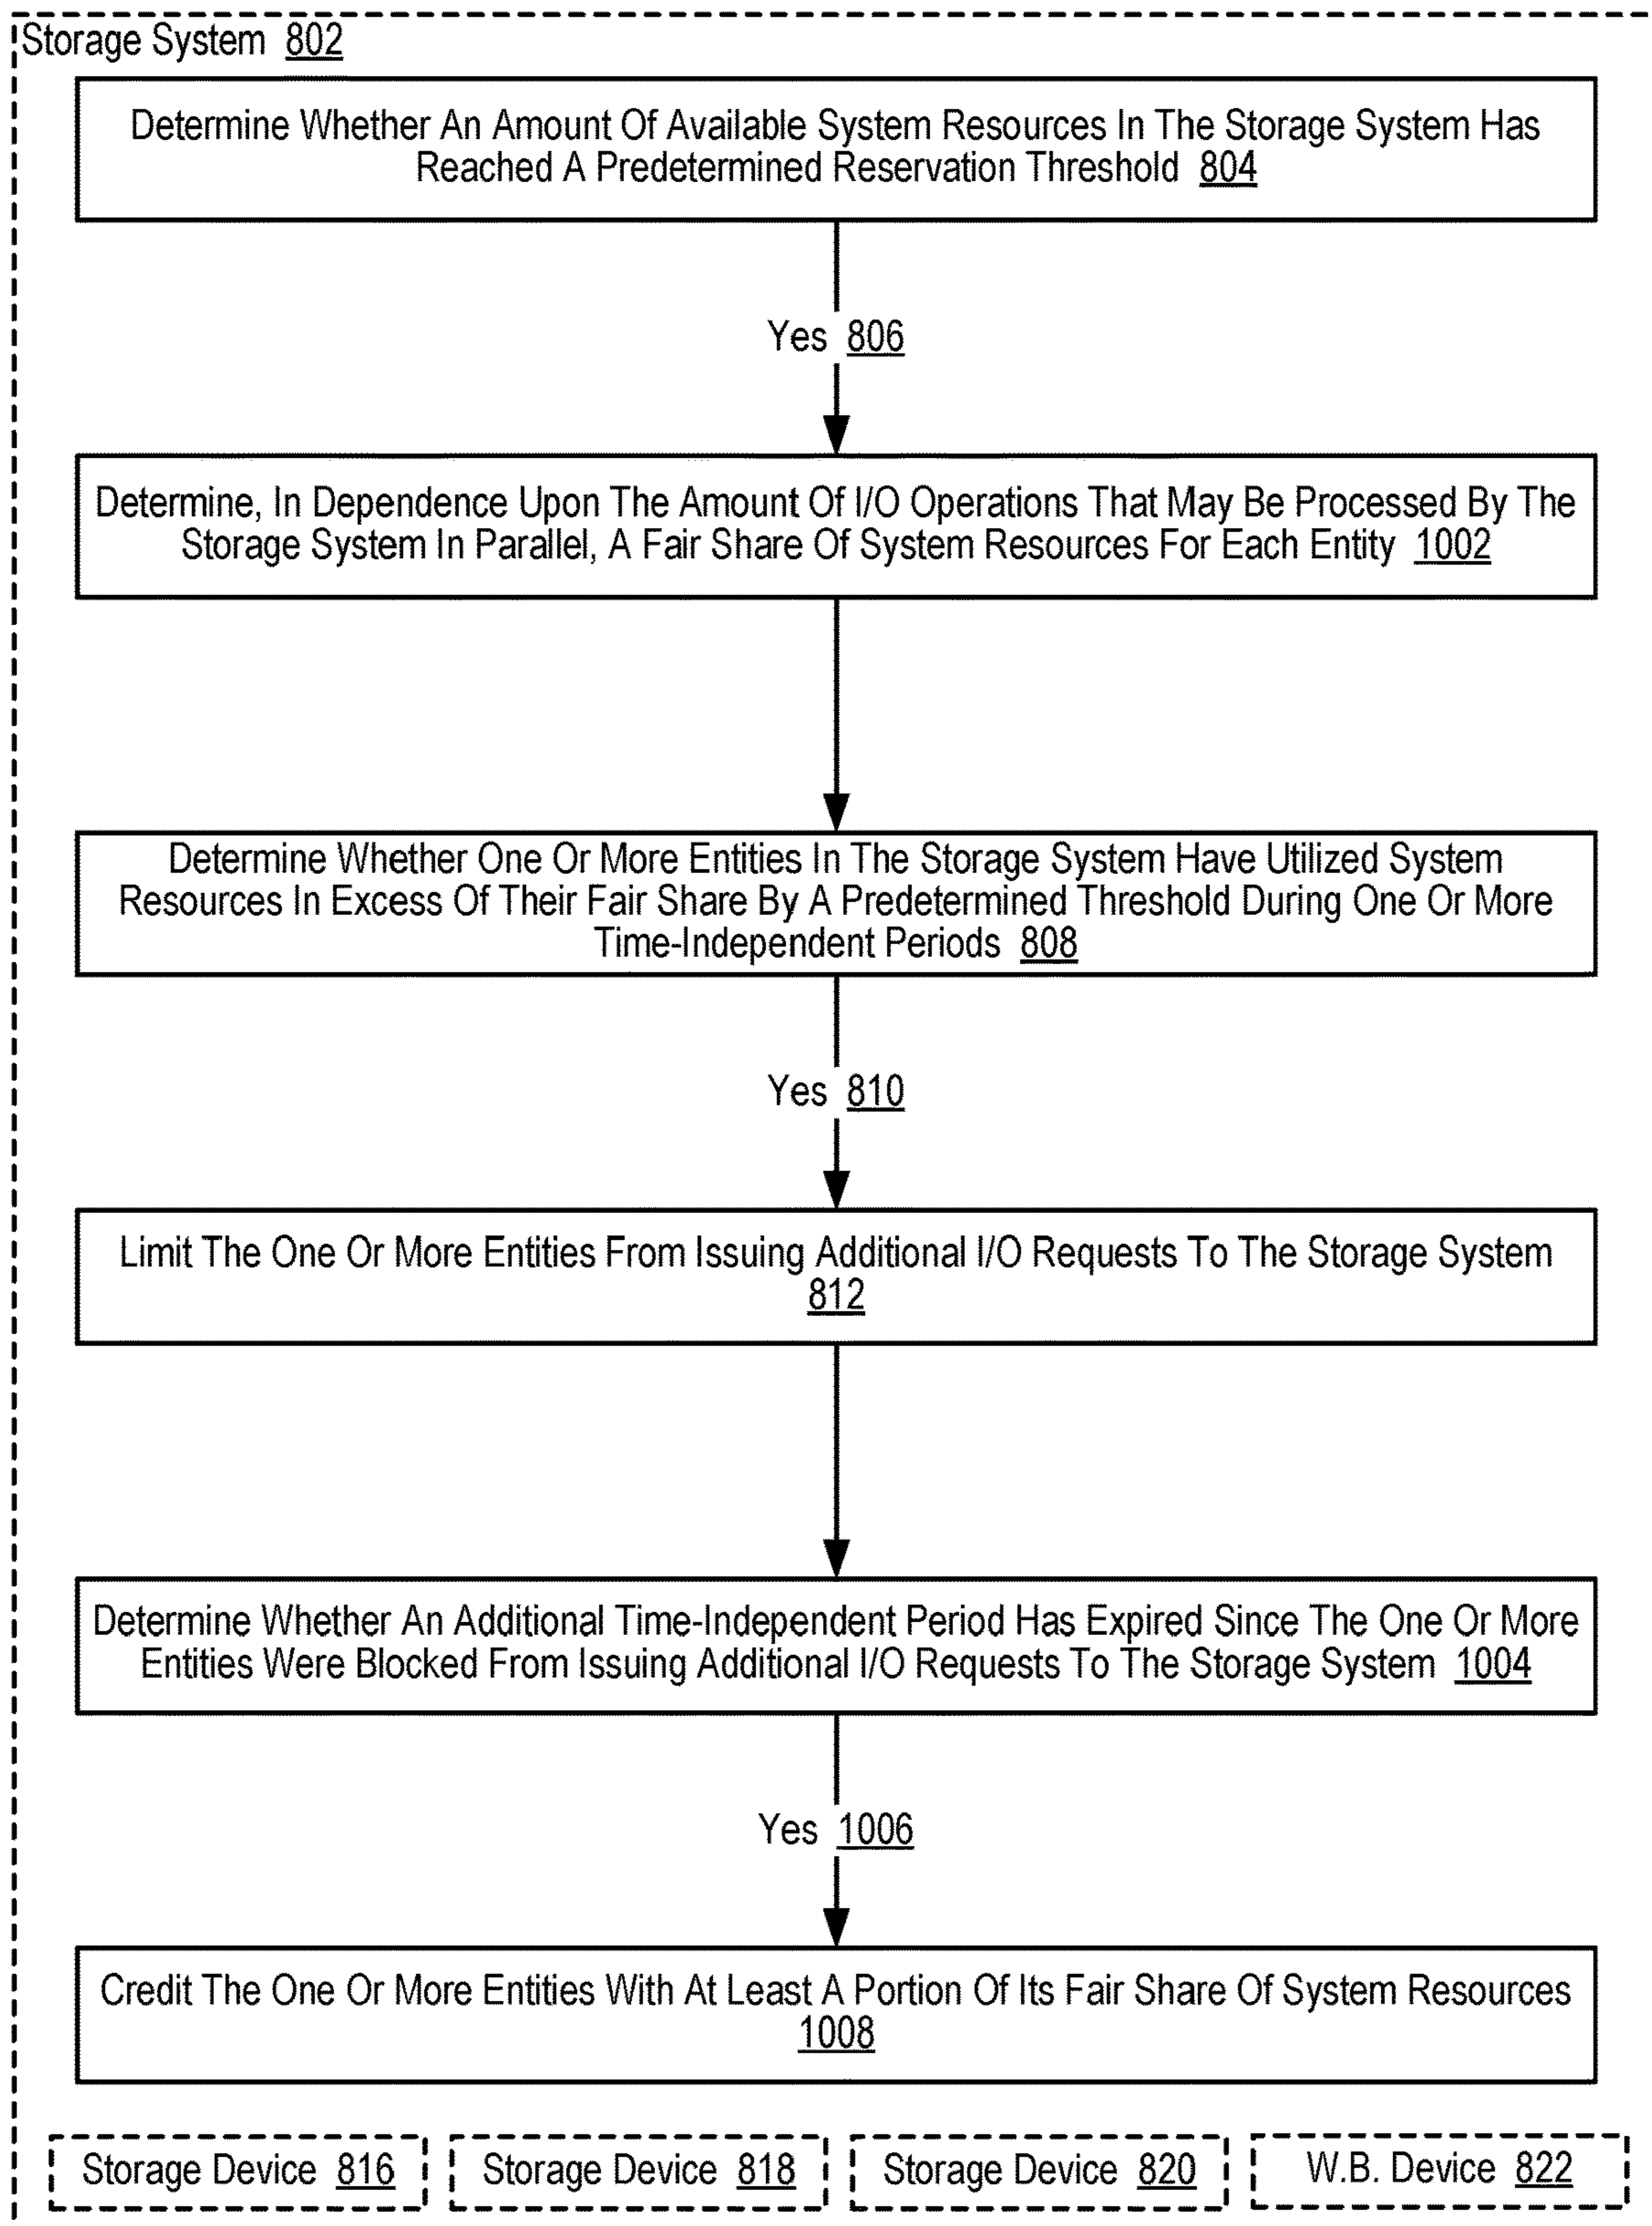 Storage System 802
Determine Whether An Amount Of Available System Resources In The Storage System Has
Reached A Predetermined Reservation Threshold 804
Yes 806
Determine, In Dependence Upon The Amount Of I/O Operations That May Be Processed By The
Storage System In Parallel, A Fair Share Of System Resources For Each Entity 1002
Determine Whether One Or More Entities In The Storage System Have Utilized System
Resources In Excess Of Their Fair Share By A Predetermined Threshold During One Or More
Time-Independent Periods 808
Yes 810
Limit The One Or More Entities From Issuing Additional I/O Requests To The Storage System
812
Determine Whether An Additional Time-Independent Period Has Expired Since The One Or More
Entities Were Blocked From Issuing Additional I/O Requests To The Storage System 1004
Yes 1006
Credit The One Or More Entities With At Least A Portion Of Its Fair Share Of System Resources
1008
Storage Device 816 Storage Device 818 Storage Device 820 W.B. Device 822